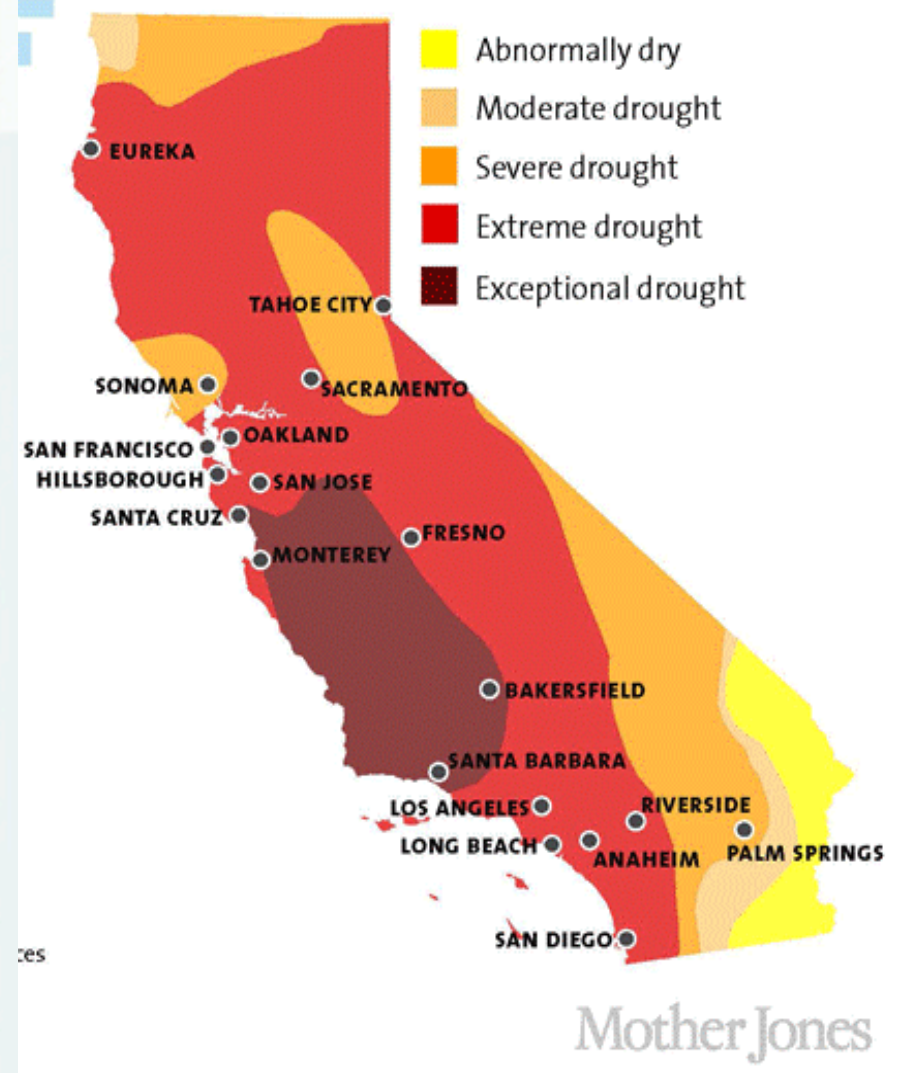 Abnormally dry
Moderate drought
Severe drought
Extreme drought
Exceptional drought
EUREKA
TAHOE CITY
SONOMA
SACRAMENTO
OAKLAND
SAN FRANCISCO
HILLSBOROUGH
SAN JOSE
SANTA CRUZ
FRESNO
MONTEREY
BAKERSFIELD
SANTA BARBARA
LOS ANGELES
RIVERSIDE
LONG BEACH
ANAHEIM
PALM SPRINGS
SAN DIEGO
ces
Mother Jones